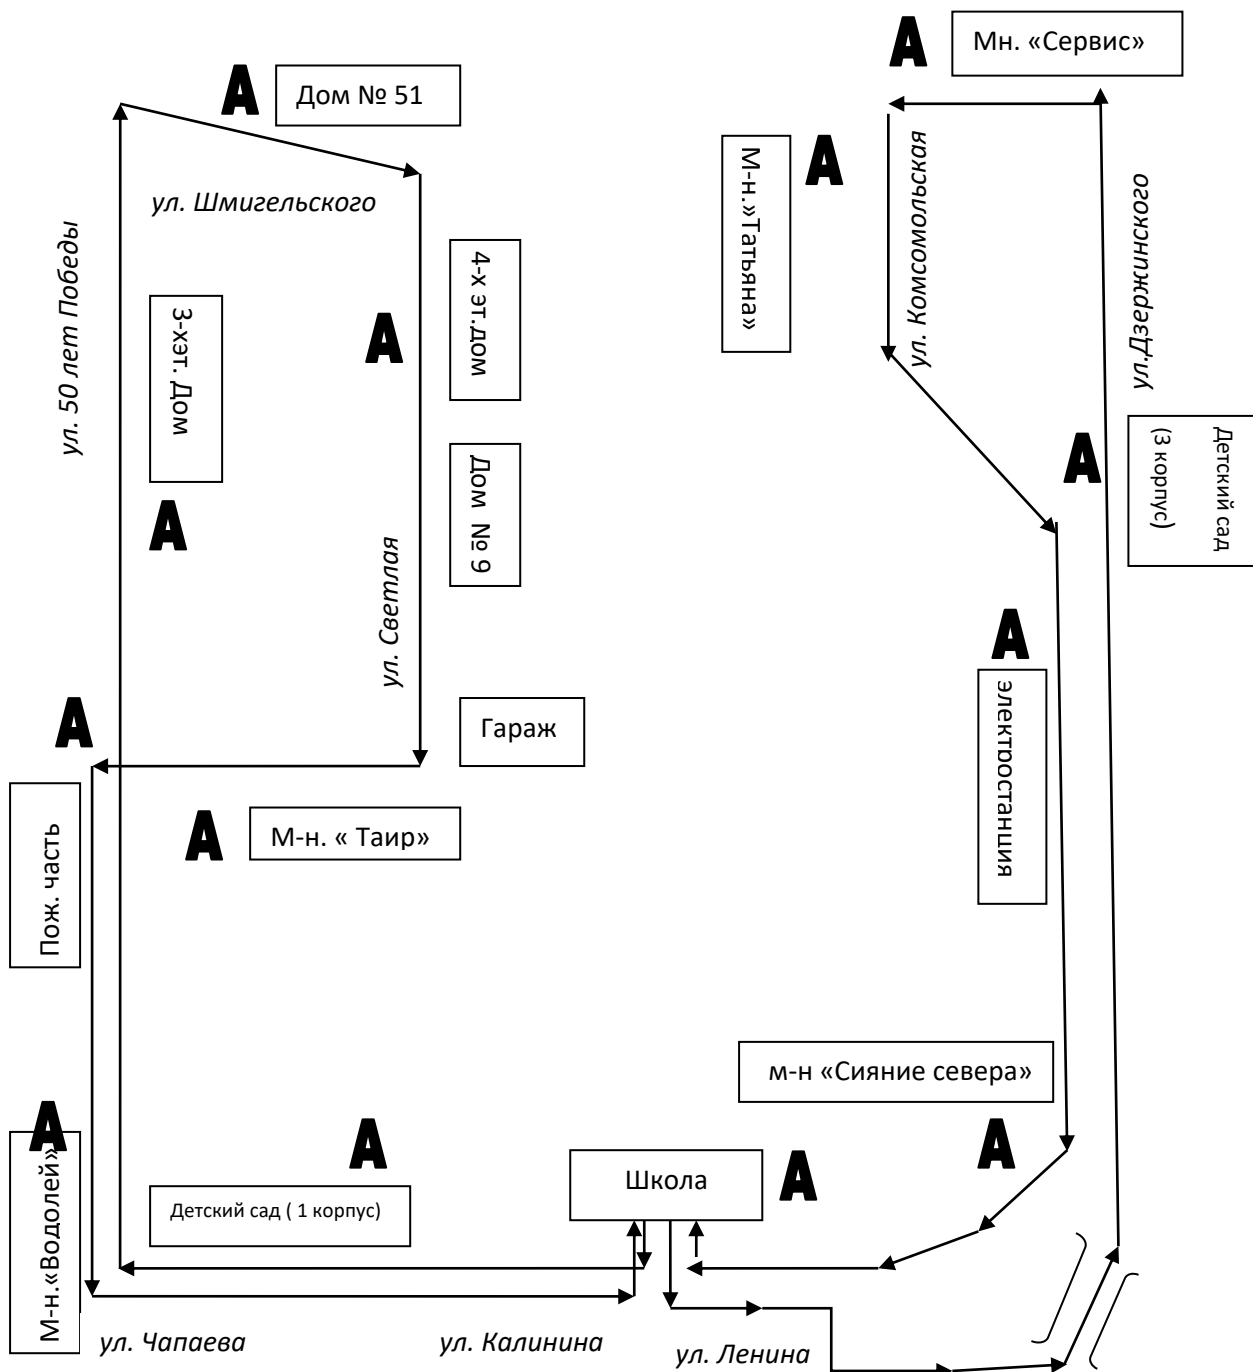 А
Мн. «Сервис»
А
Дом № 51
А
М-н.»Татьяна»
ул. Комсомольская
ул.Дзержинского
ул. Шмигельского
ул. 50 лет Победы
3-хэт. Дом
А
4-х эт.дом
А
Дом № 9
ул. Светлая
А
Детский сад
(3 корпус)
А
электростанция
А
Гараж
Пож. часть
А
М-н. « Таир»
м-н «Сияние севера»
А
А
М-н.«Водолей»
А
Детский сад ( 1 корпус)
Школа
А
А
ул. Чапаева
ул. Калинина
ул. Ленина